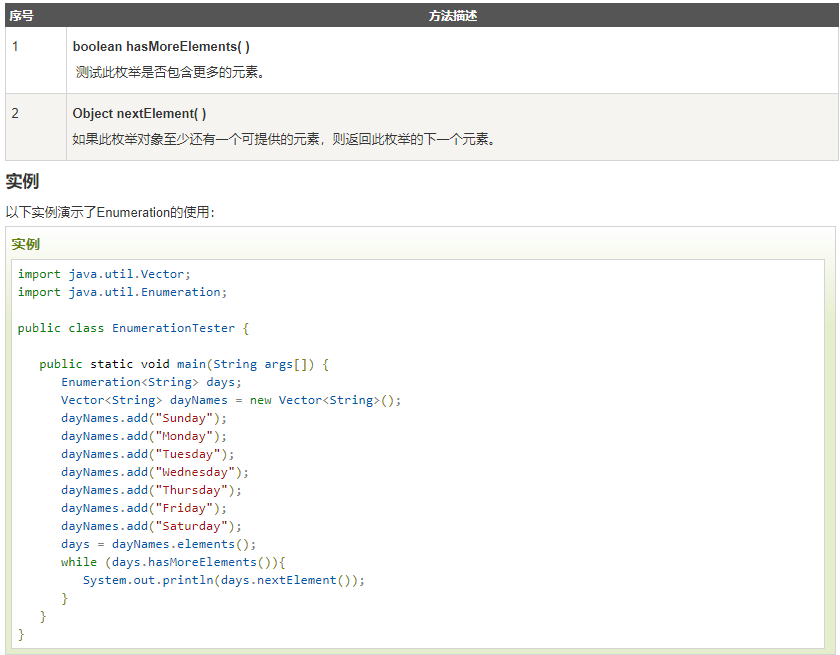 序号 方法描述
1 boolean hasMoreElements( )
测试此枚举是否包含更多的元素。
2 Object nextElement( )
如果此枚举对象至少还有一个可提供的元素，则返回此枚举的下一个元素。
实例
以下实例演示了Enumeration的使用：
实例
import java.util.Vector;
import java.util.Enumeration;
public class EnumerationTester {
public static void main(String args[]) {
Enumeration<String> days;
Vector<String> dayNames = new Vector<String>();
dayNames.add("Sunday");
dayNames.add("Monday");
dayNames.add("Tuesday");
dayNames.add("Wednesday");
dayNames.add("Thursday");
dayNames.add("Friday");
dayNames.add("Saturday");
days = dayNames.elements();
while (days.hasMoreElements()){
System.out.println(days.nextElement());
}
}
}